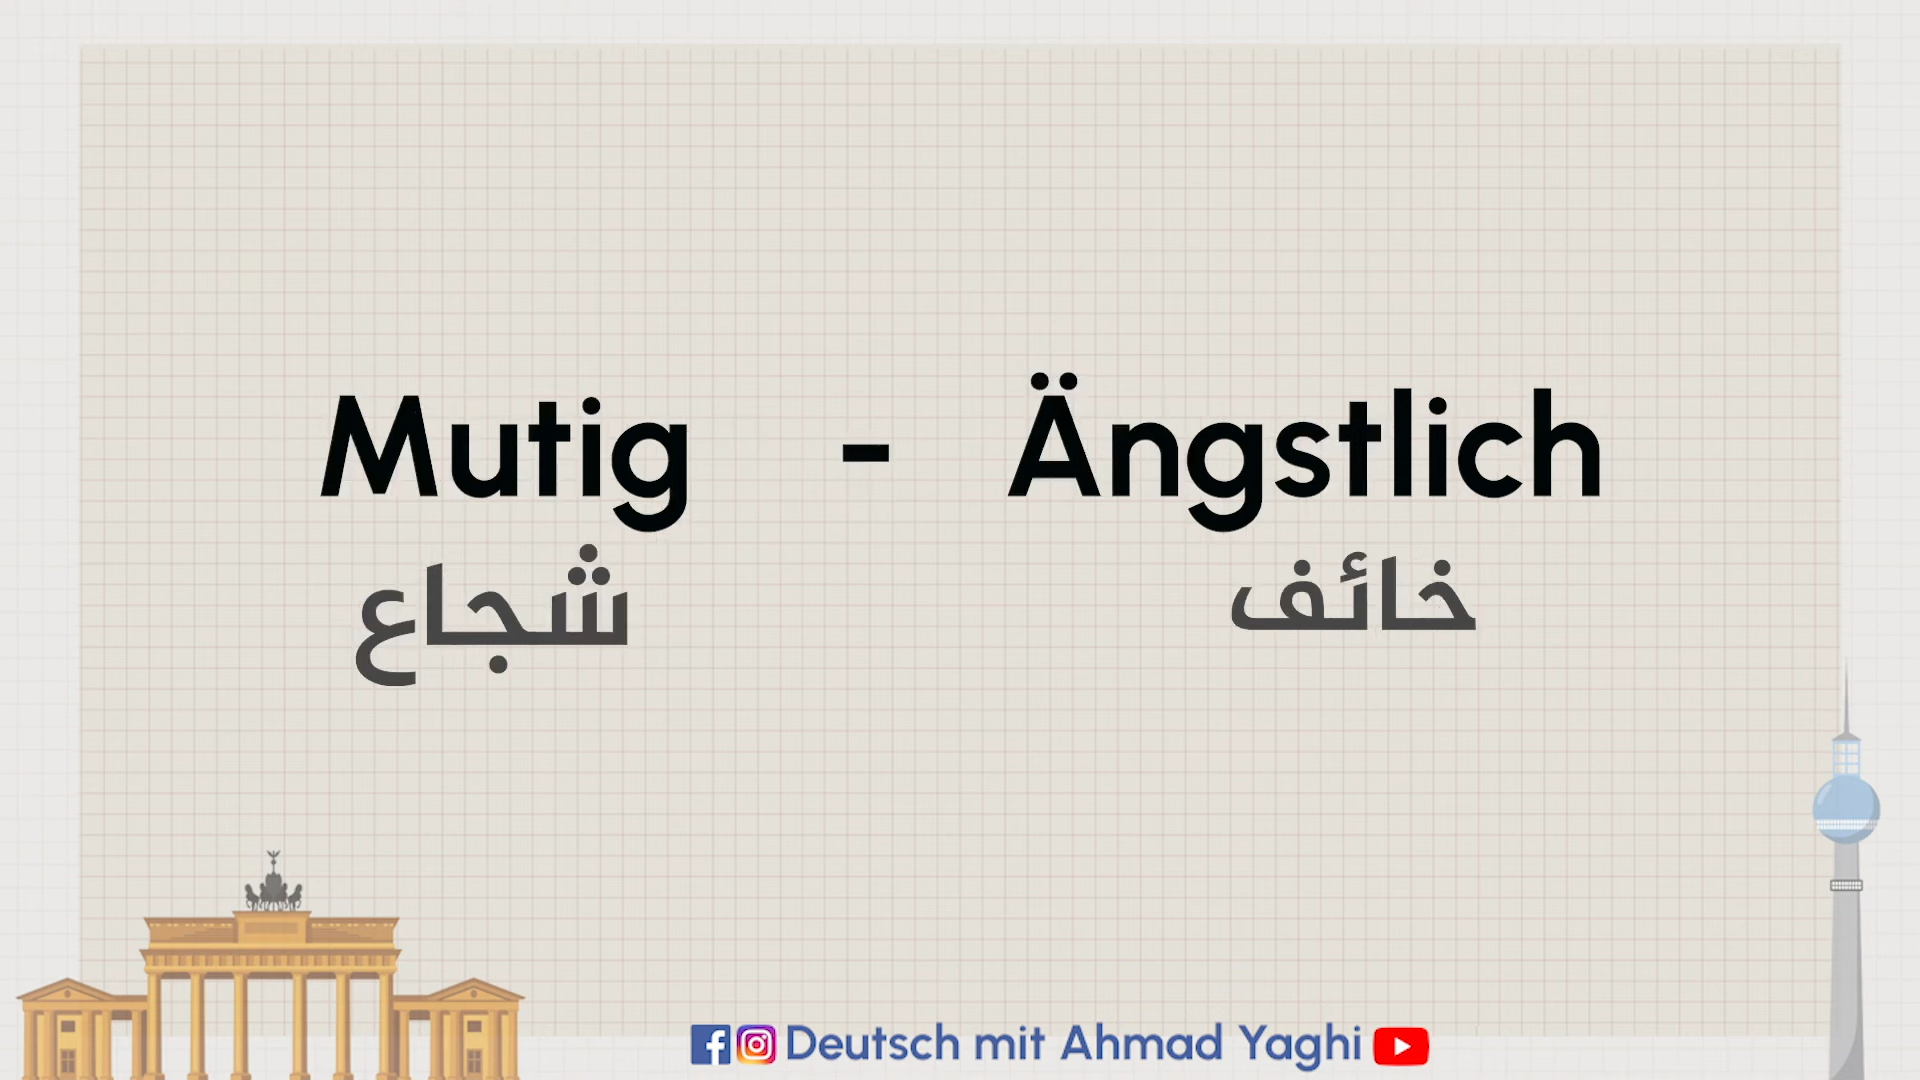 Mutig - Ängstlich
شجاع خائف
Deutsch mit Ahmad Yaghi